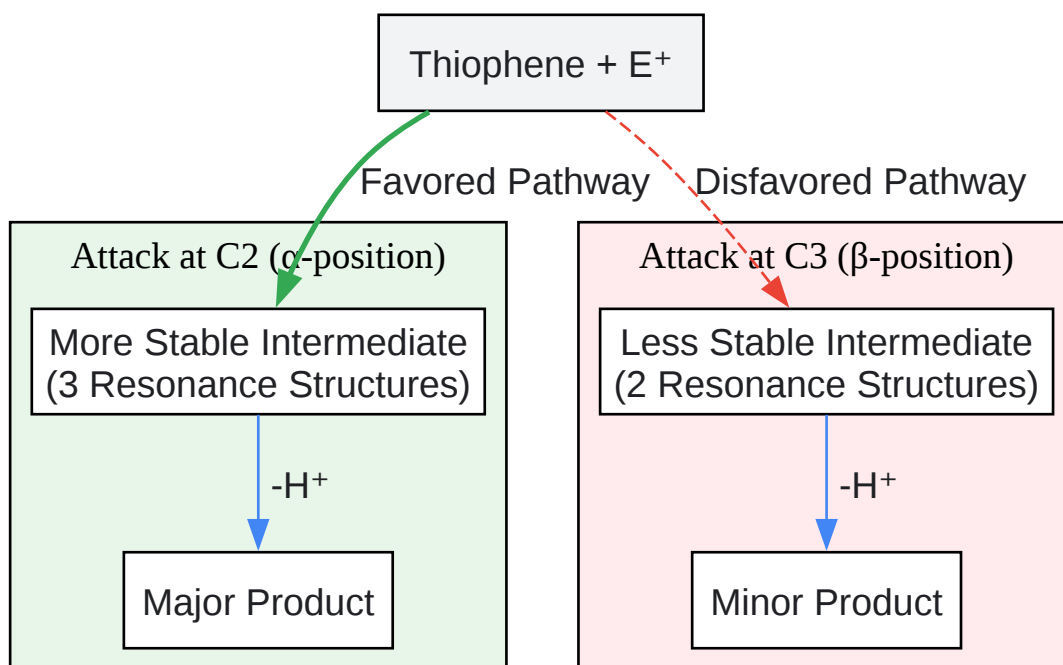 Thiophene + E⁺
Favored Pathway
Disfavored Pathway
Attack at C2 (α-position)
Attack at C3 (β-position)
More Stable Intermediate
(3 Resonance Structures)
Less Stable Intermediate
(2 Resonance Structures)
-H⁺
-H⁺
Major Product
Minor Product